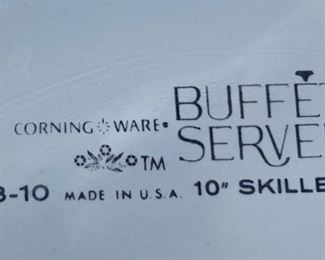 BUFFET
CORNING WARE®
SERVE
TM
-10 MADE IN U.S.A. 10" SKILLE